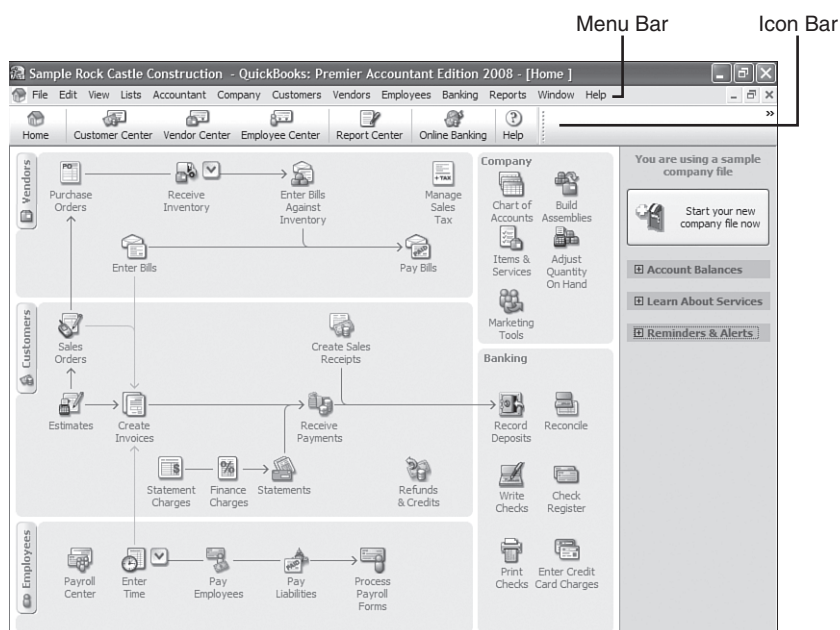 Menu Bar
Icon Bar
Sample Rock Castle Construction - QuickBooks: Premier Accountant Edition 2008 - [Home ]
File Edit View Lists Accountant Company Customers Vendors Employees Banking Reports Window Help
Home Customer Center Vendor Center Employee Center Report Center Online Banking Help
Vendors
PO
Purchase
Orders
Receive
Inventory
Enter Bills
Against
Inventory
+ TAX
Manage
Sales
Tax
Enter Bills
Pay Bills
Customers
Sales
Orders
Create Sales
Receipts
Estimates
Create
Invoices
Receive
Payments
Statement
Charges
Finance
Charges
Statements
Refunds
& Credits
Employees
Payroll
Center
Enter
Time
Pay
Employees
Pay
Liabilities
Process
Payroll
Forms
Company
Chart of
Accounts
Build
Assemblies
Items &
Services
Adjust
Quantity
On Hand
Marketing
Tools
Banking
Record
Deposits
Reconcile
Write
Checks
Check
Register
Print
Checks
Enter Credit
Card Charges
You are using a sample
company file
Start your new
company file now
Account Balances
Learn About Services
Reminders & Alerts